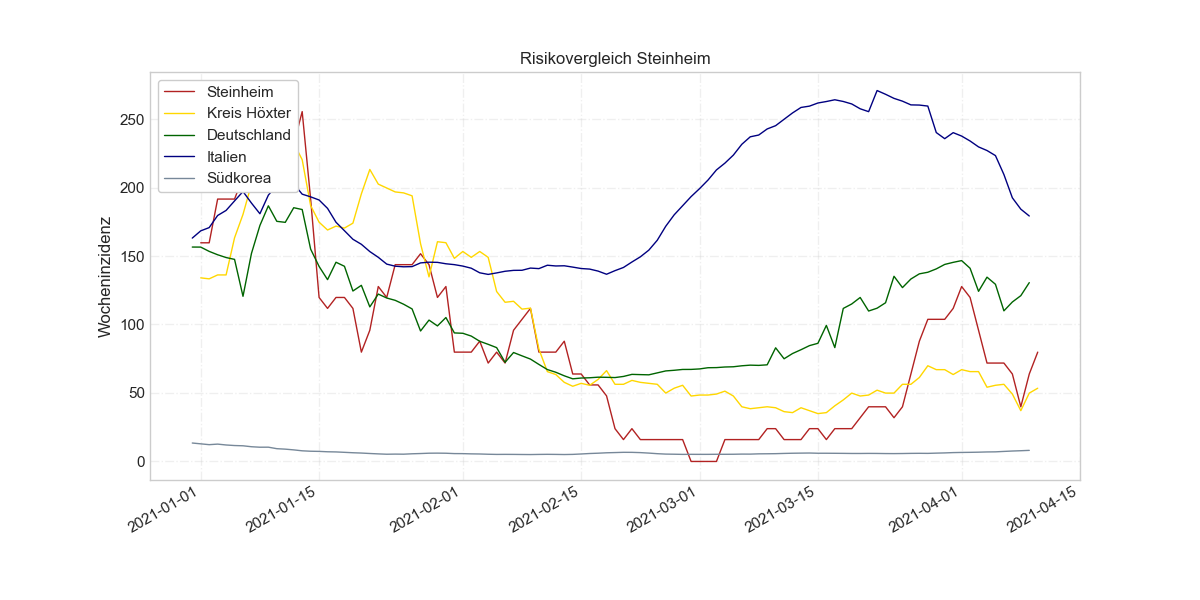 Risikovergleich Steinheim
Steinheim
Kreis Höxter
Deutschland
Italien
Südkorea
Wocheninzidenz
250
200
150
100
50
0
2021-01-01
2021-01-15
2021-02-01
2021-02-15
2021-03-01
2021-03-15
2021-04-01
2021-04-15